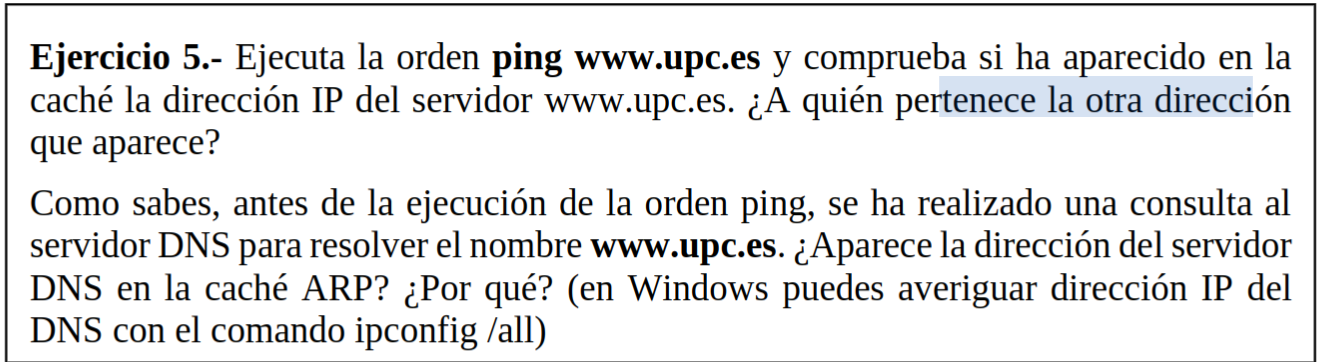 Ejercicio 5.- Ejecuta la orden ping www.upc.es y comprueba si ha aparecido en la
caché la dirección IP del servidor www.upc.es. ¿A quién pertenece la otra dirección
que aparece?
Como sabes, antes de la ejecución de la orden ping, se ha realizado una consulta al
servidor DNS para resolver el nombre www.upc.es. ¿Aparece la dirección del servidor
DNS en la caché ARP? ¿Por qué? (en Windows puedes averiguar dirección IP del
DNS con el comando ipconfig /all)